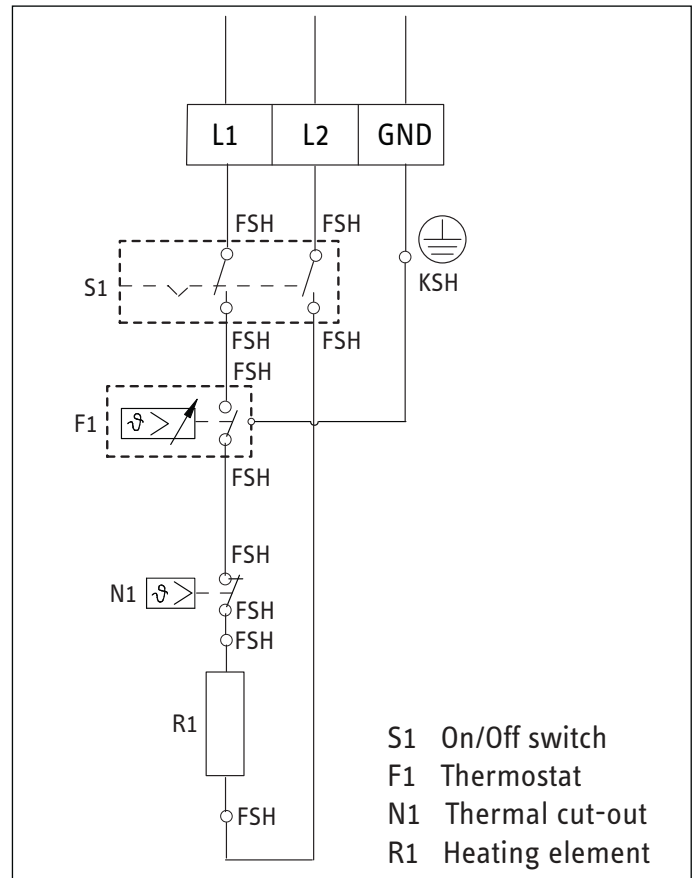 L1 L2 GND
FSH FSH
S1 KSH
FSH FSH
FSH
F1 ϑ >
FSH
FSH
N1 ϑ >
FSH
FSH
R1
FSH
S1 On/Off switch
F1 Thermostat
N1 Thermal cut-out
R1 Heating element